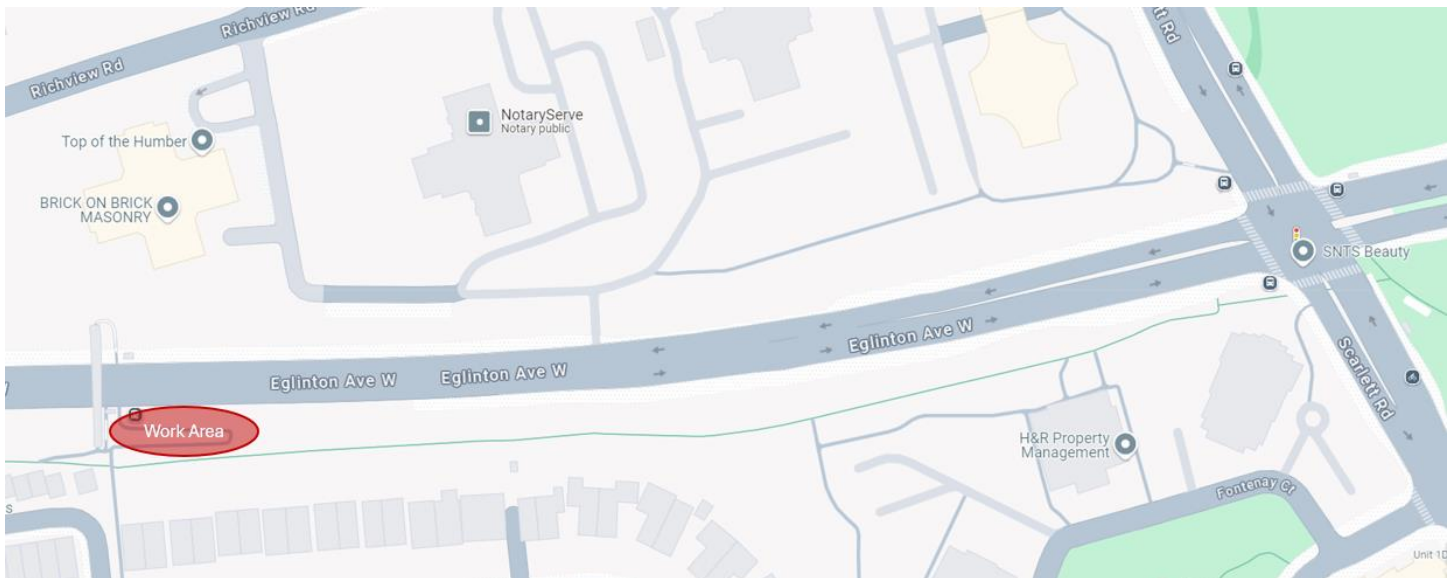 Richview Rd
Richview Rd
tt Rd
NotaryServe
Notary public
Top of the Humber
BRICK ON BRICK
MASONRY
SNTS Beauty
Eglinton Ave W
Eglinton Ave W
Eglinton Ave W
Scarlett Rd
Work Area
H&R Property
Management
Fontenay Ct
s
Unit 1D